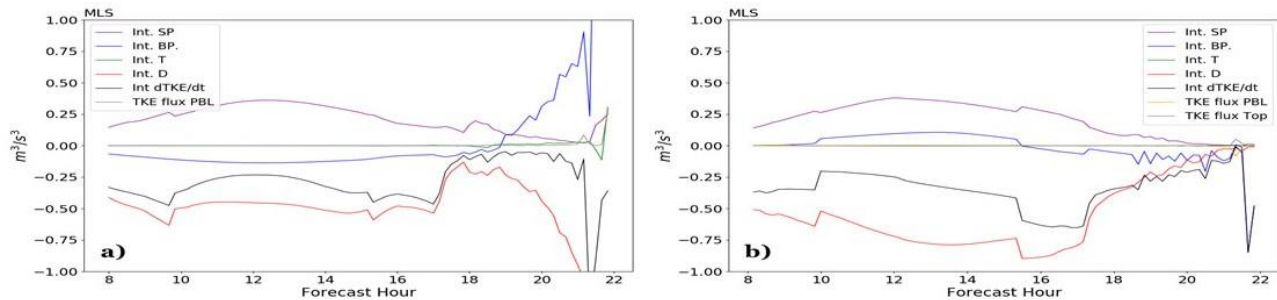 MLS
Int. SP
Int. BP.
Int. T
Int. D
Int dTKE/dt
TKE flux PBL
1.00
0.75
0.50
0.25
0.00
−0.25
−0.50
−0.75
−1.00
m³/s³
a)
8 10 12 14 16 18 20 22
Forecast Hour
MLS
Int. SP
Int. BP.
Int. T
Int. D
Int dTKE/dt
TKE flux PBL
TKE flux Top
1.00
0.75
0.50
0.25
0.00
−0.25
−0.50
−0.75
−1.00
m³/s³
b)
8 10 12 14 16 18 20 22
Forecast Hour